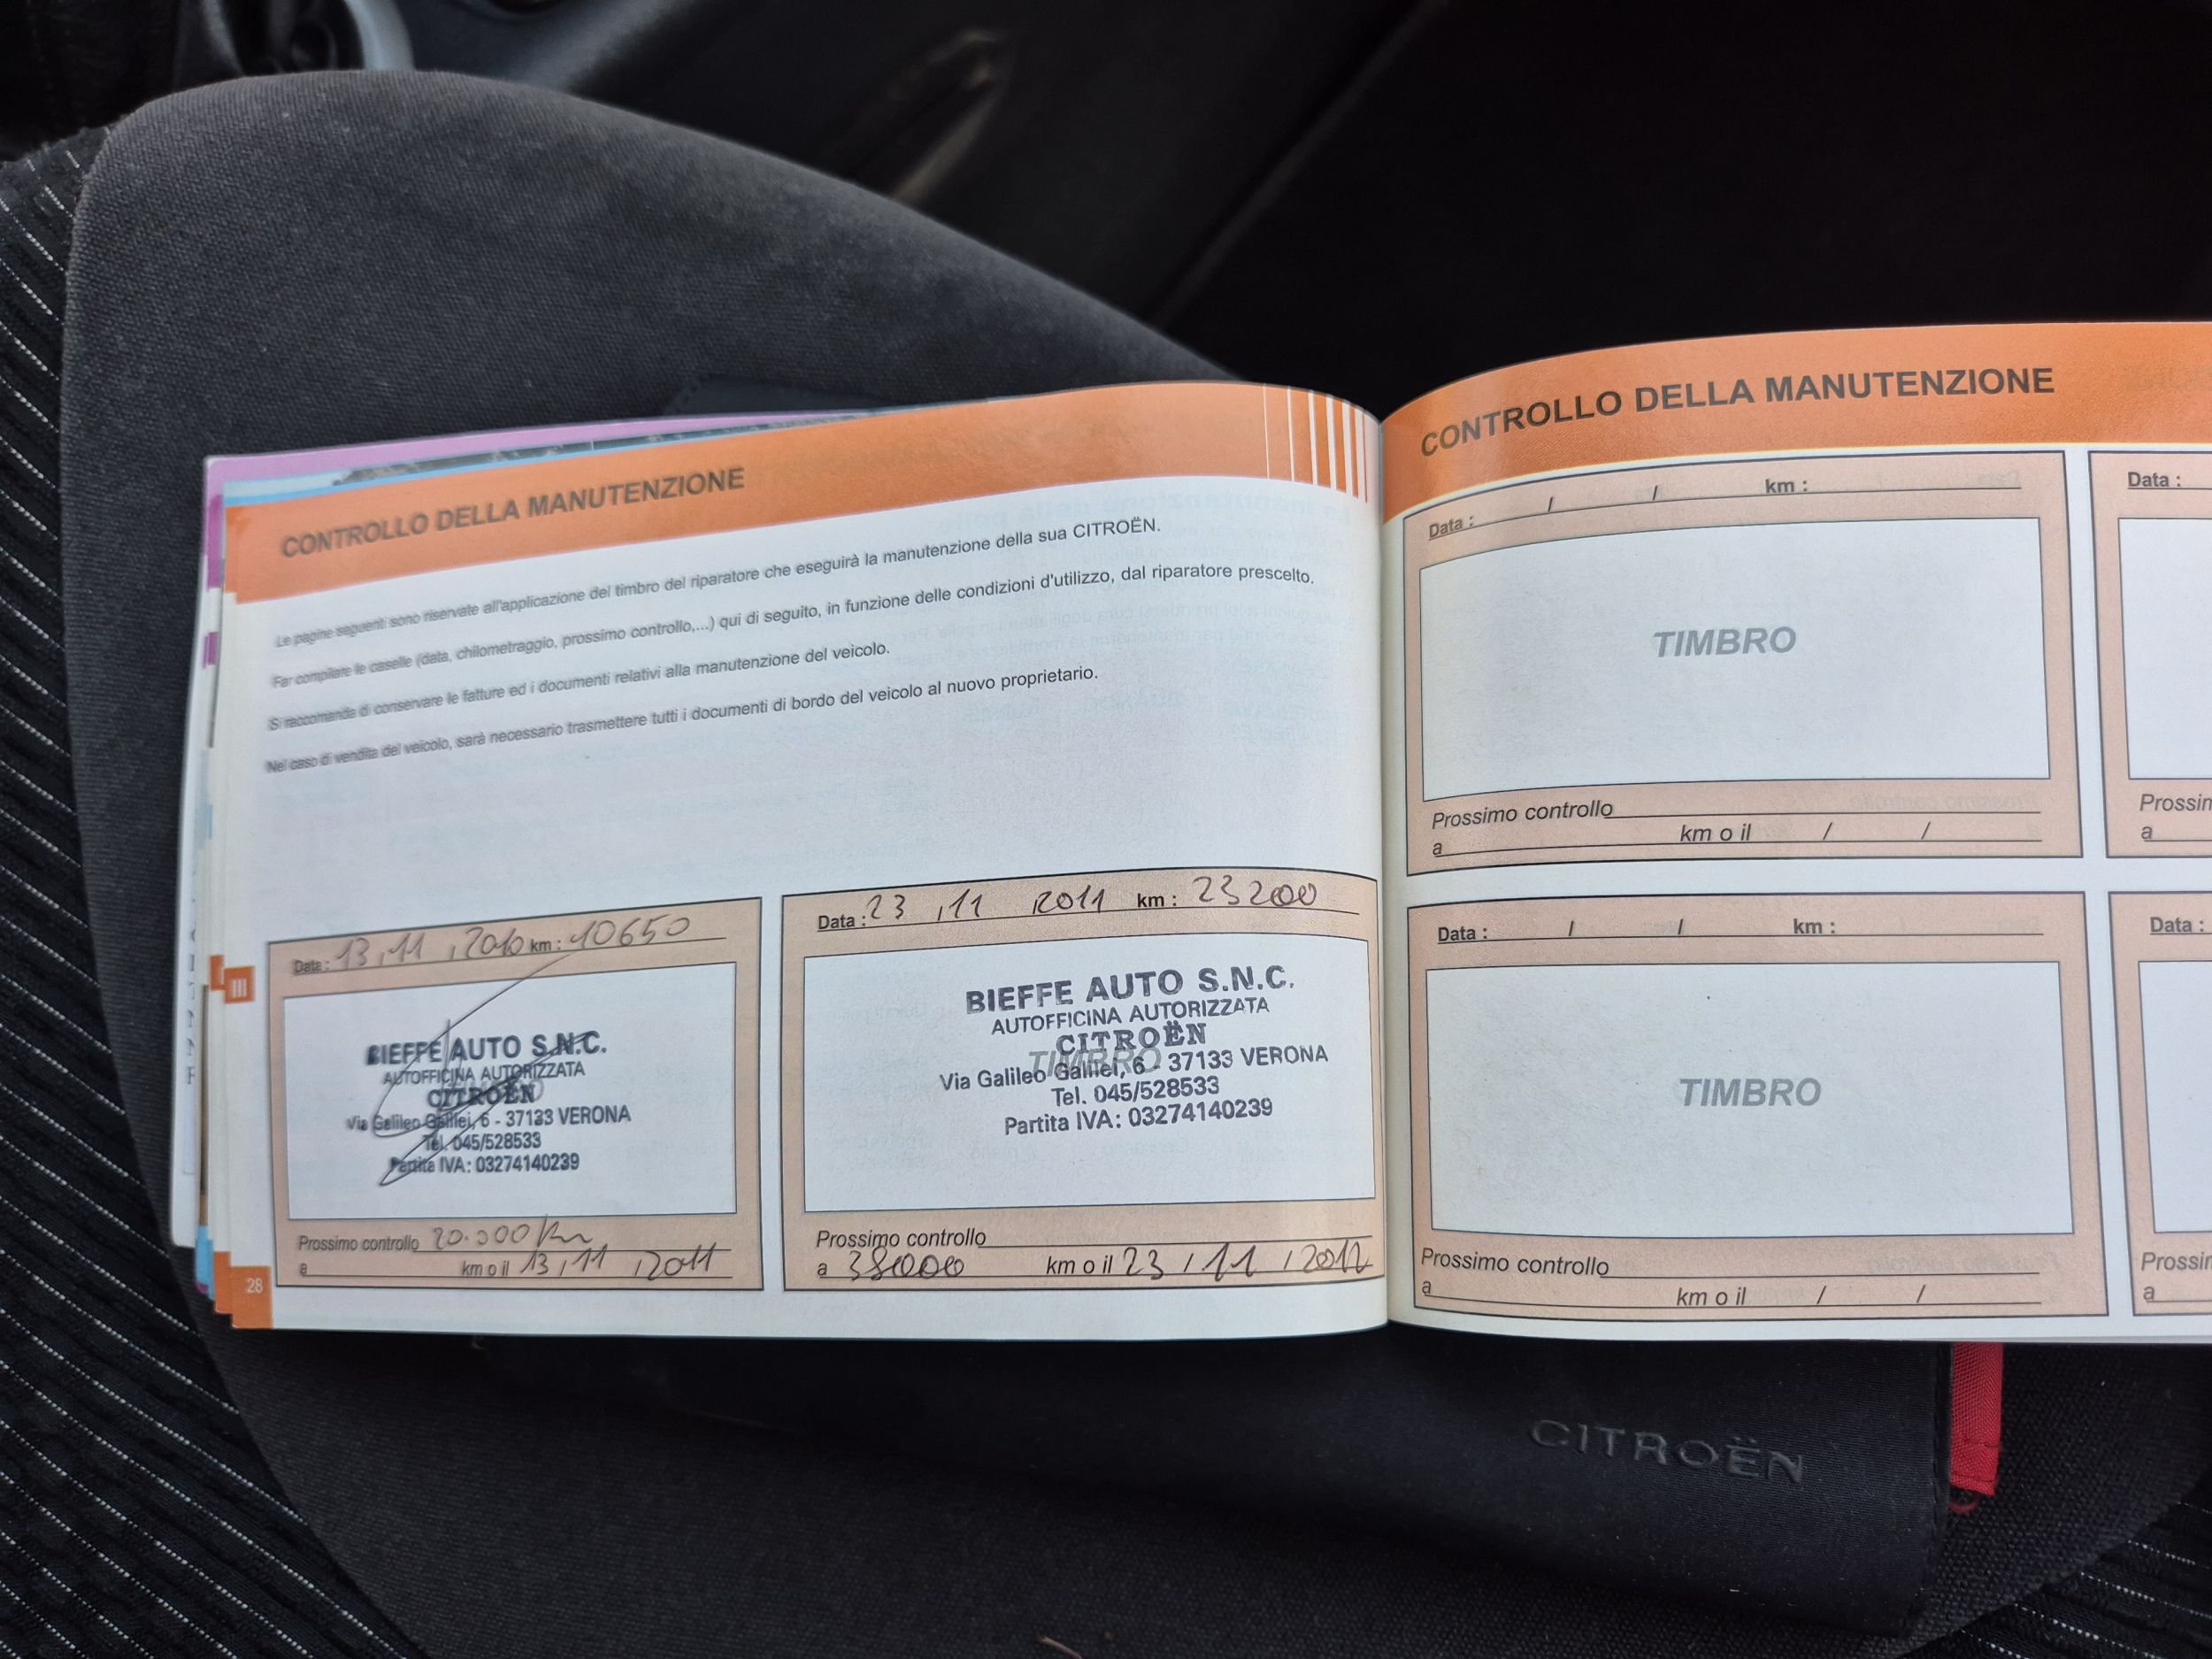 CONTROLLO DELLA MANUTENZIONE
Le pagine seguenti sono riservate all'applicazione del timbro del riparatore che eseguirà la manutenzione della sua CITROËN.
Far compilare le caselle (data, chilometraggio, prossimo controllo,...) qui di seguito, in funzione delle condizioni d'utilizzo, dal riparatore prescelto.
Si raccomanda di conservare le fatture ed i documenti relativi alla manutenzione del veicolo.
Nel caso di vendita del veicolo, sarà necessario trasmettere tutti i documenti di bordo del veicolo al nuovo proprietario.
Data : 13 / 11 / 2010 km : 10650
TIMBRO
BIEFFE AUTO S.N.C.
AUTOFFICINA AUTORIZZATA
CITROËN
Via Galileo Galilei, 6 - 37133 VERONA
Tel. 045/528533
Partita IVA: 03274140239
Prossimo controllo 20.000 Km
a km o il 13 / 11 / 2011
Data : 23 / 11 / 2011 km : 23200
TIMBRO
BIEFFE AUTO S.N.C.
AUTOFFICINA AUTORIZZATA
CITROËN
Via Galileo Galilei, 6 - 37133 VERONA
Tel. 045/528533
Partita IVA: 03274140239
Prossimo controllo
a 38000 km o il 23 / 11 / 2012
III
28
CONTROLLO DELLA MANUTENZIONE
Data : / / km :
TIMBRO
Prossimo controllo
a km o il / /
Data :
a
Data : / / km :
TIMBRO
Prossimo controllo
a km o il / /
Data :
a
CITROËN